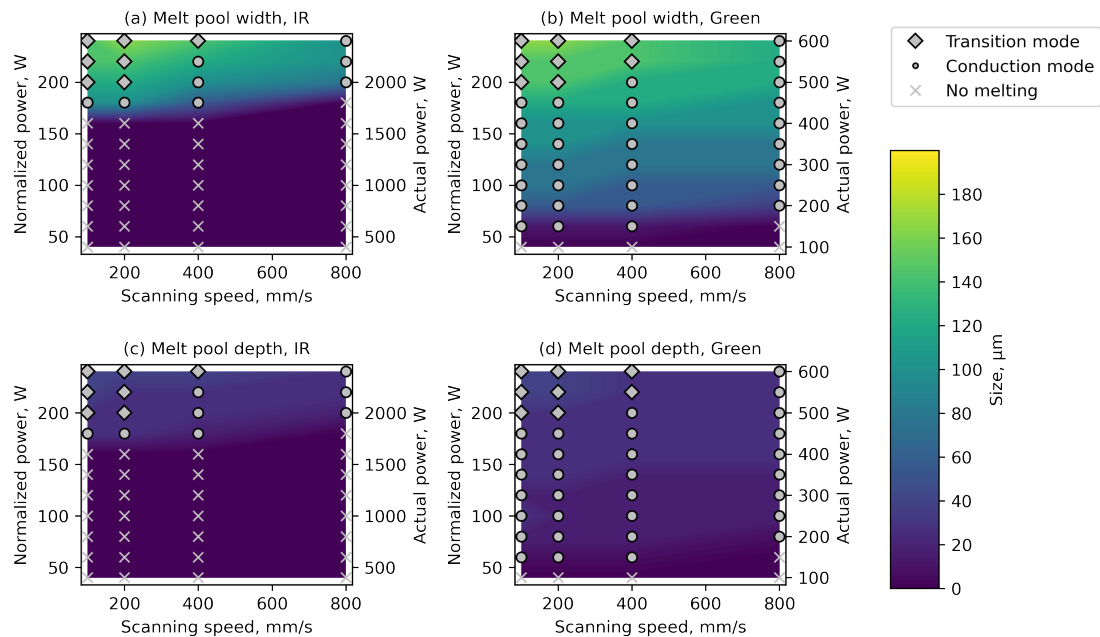 (a) Melt pool width, IR
(b) Melt pool width, Green
Transition mode
Conduction mode
No melting
Normalized power, W
200
150
100
50
2000
1500
1000
500
Actual power, W
200 400 600 800
Scanning speed, mm/s
Normalized power, W
200
150
100
50
600
500
400
300
200
100
Actual power, W
200 400 600 800
Scanning speed, mm/s
(c) Melt pool depth, IR
(d) Melt pool depth, Green
Normalized power, W
200
150
100
50
2000
1500
1000
500
Actual power, W
200 400 600 800
Scanning speed, mm/s
Normalized power, W
200
150
100
50
600
500
400
300
200
100
Actual power, W
200 400 600 800
Scanning speed, mm/s
180
160
140
120
100
80
60
40
20
0
Size, μm